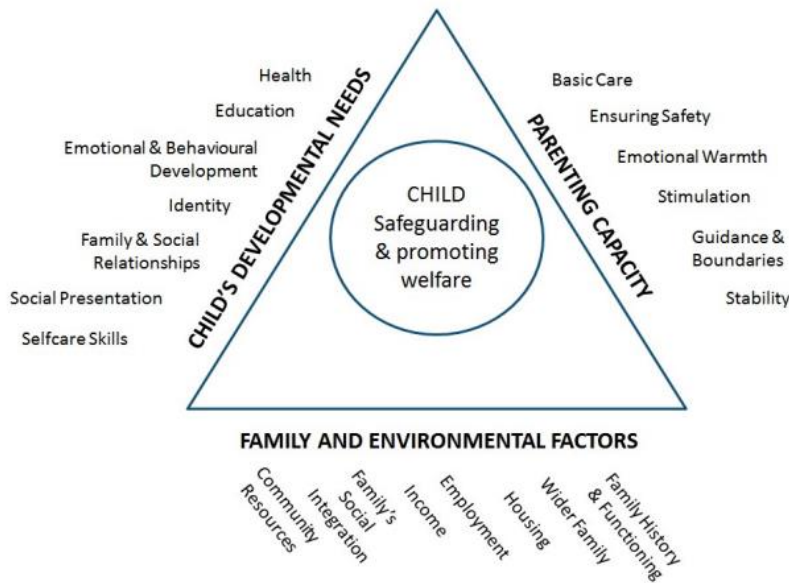 Health
Education
Emotional & Behavioural
Development
Identity
Family & Social
Relationships
Social Presentation
Selfcare Skills
CHILD'S DEVELOPMENTAL NEEDS
CHILD
Safeguarding
& promoting
welfare
PARENTING CAPACITY
Basic Care
Ensuring Safety
Emotional Warmth
Stimulation
Guidance &
Boundaries
Stability
FAMILY AND ENVIRONMENTAL FACTORS
Community
Resources
Family's
Social
Integration
Income
Employment
Housing
Wider Family
Family History
& Functioning